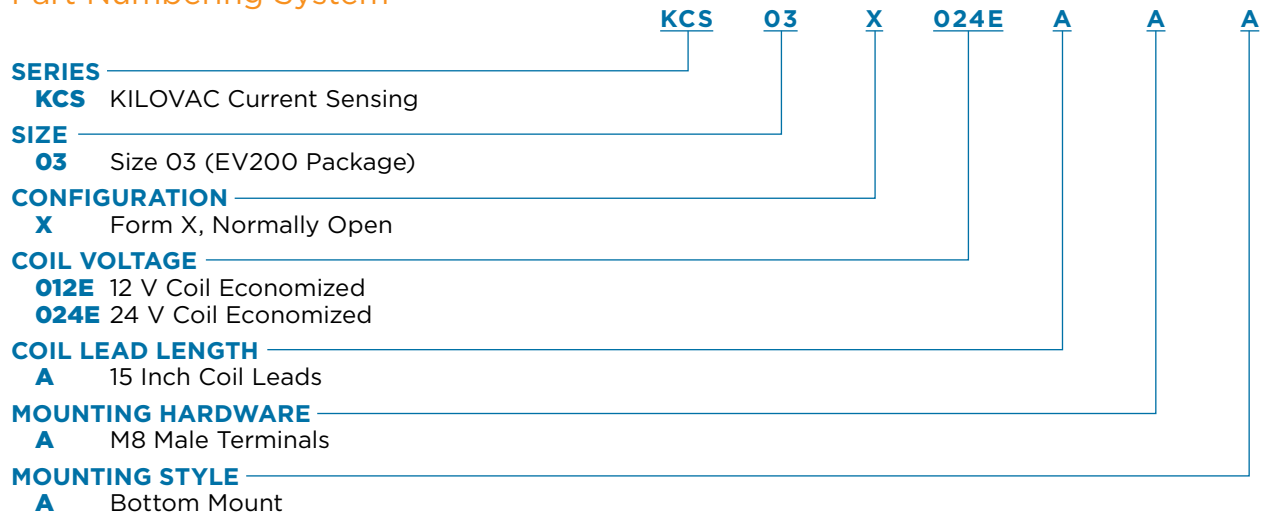 Part Numbering System
KCS 03 X 024E A A A
SERIES
KCS KILOVAC Current Sensing
SIZE
03 Size 03 (EV200 Package)
CONFIGURATION
X Form X, Normally Open
COIL VOLTAGE
012E 12 V Coil Economized
024E 24 V Coil Economized
COIL LEAD LENGTH
A 15 Inch Coil Leads
MOUNTING HARDWARE
A M8 Male Terminals
MOUNTING STYLE
A Bottom Mount